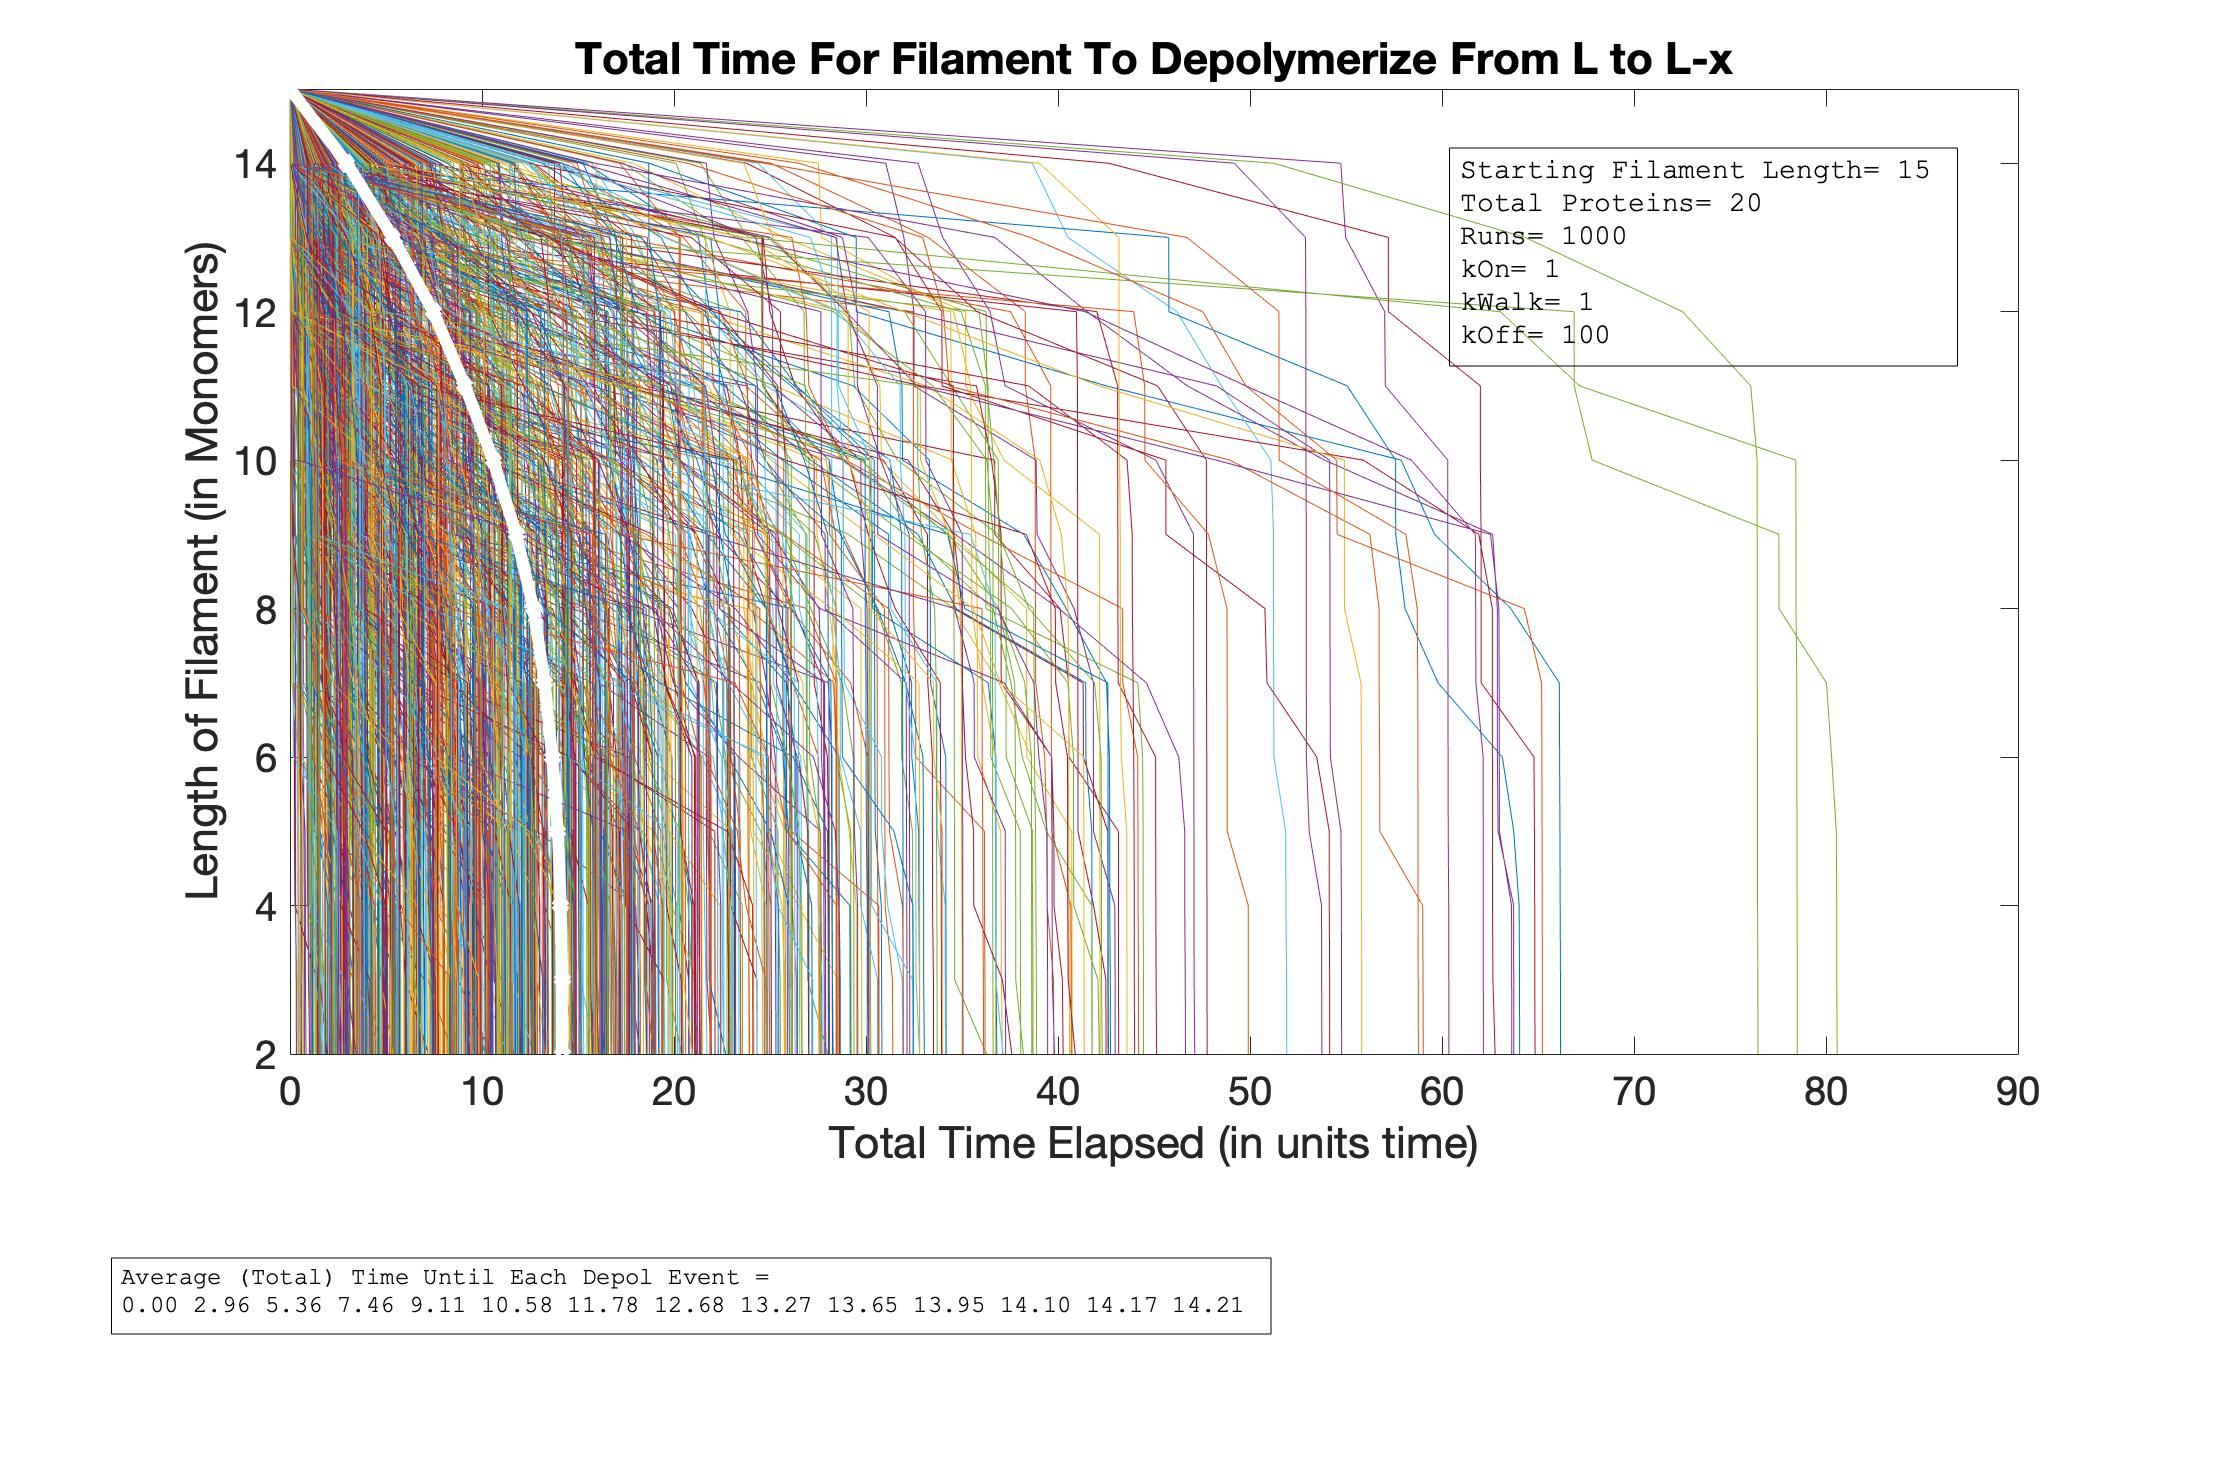 Total Time For Filament To Depolymerize From L to L-x
Length of Filament (in Monomers)
14
12
10
8
6
4
2
Starting Filament Length= 15
Total Proteins= 20
Runs= 1000
kOn= 1
kWalk= 1
kOff= 100
0 10 20 30 40 50 60 70 80 90
Total Time Elapsed (in units time)
Average (Total) Time Until Each Depol Event =
0.00 2.96 5.36 7.46 9.11 10.58 11.78 12.68 13.27 13.65 13.95 14.10 14.17 14.21